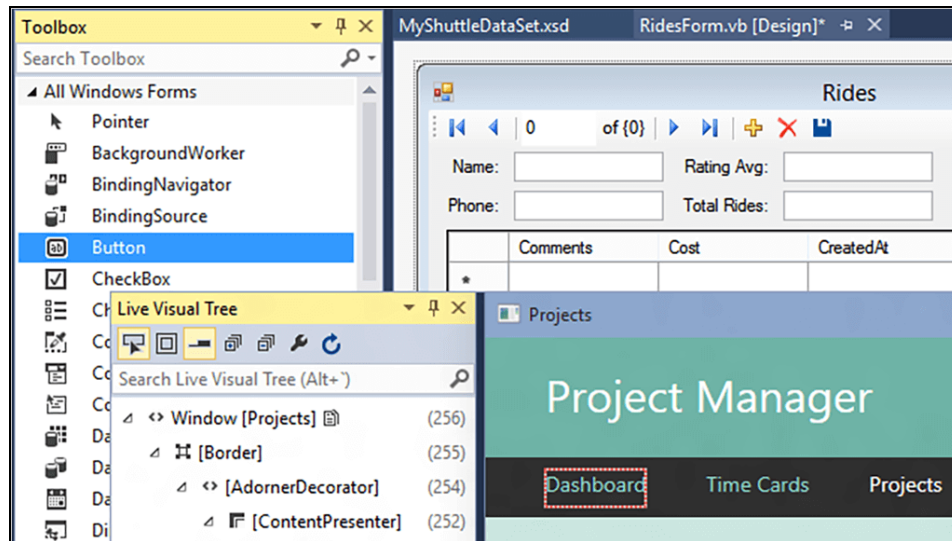 Toolbox
Search Toolbox
All Windows Forms
Pointer
BackgroundWorker
BindingNavigator
BindingSource
Button
CheckBox
Ch
Co
Co
Co
Da
Da
Da
Di
MyShuttleDataSet.xsd
RidesForm.vb [Design]*
Rides
0 of {0}
Name: Rating Avg:
Phone: Total Rides:
Comments Cost CreatedAt
*
Live Visual Tree
Search Live Visual Tree (Alt+`)
<> Window [Projects] (256)
[Border] (255)
<> [AdornerDecorator] (254)
[ContentPresenter] (252)
Projects
Project Manager
Dashboard Time Cards Projects